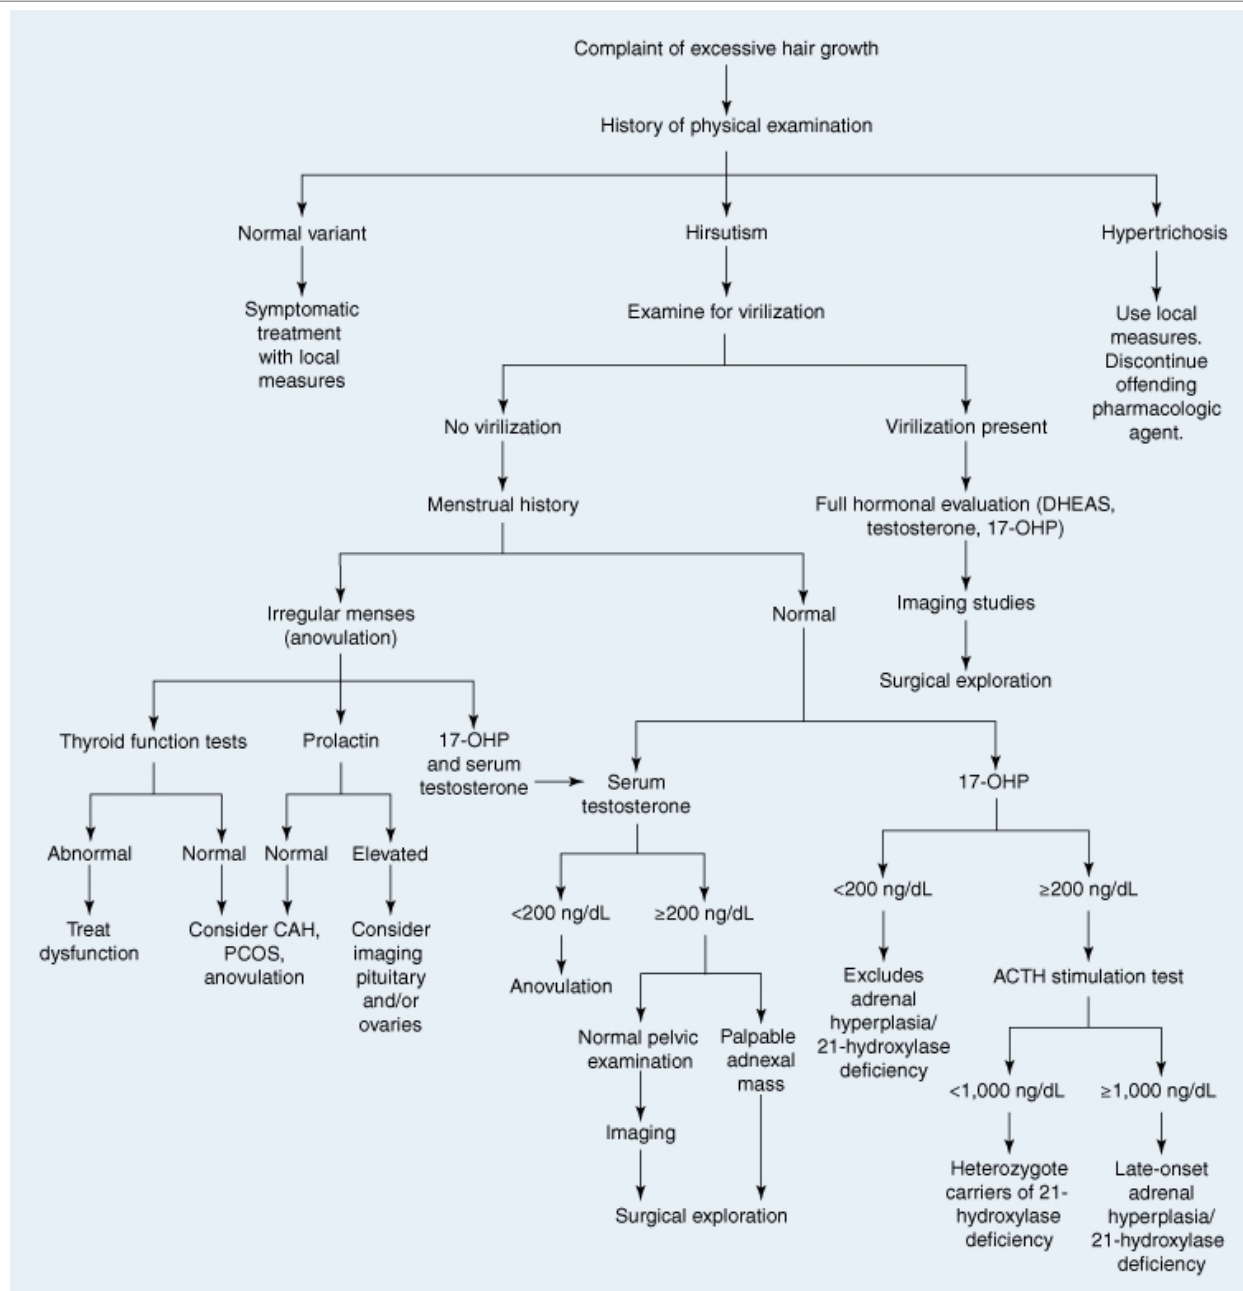 Complaint of excessive hair growth
History of physical examination
Normal variant
Hirsutism
Hypertrichosis
Symptomatic
treatment
with local
measures
Examine for virilization
Use local
measures.
Discontinue
offending
pharmacologic
agent.
No virilization
Virilization present
Menstrual history
Full hormonal evaluation (DHEAS,
testosterone, 17-OHP)
Imaging studies
Surgical exploration
Irregular menses
(anovulation)
Normal
Thyroid function tests
Prolactin
17-OHP
and serum
testosterone
Serum
testosterone
17-OHP
Abnormal
Normal
Normal
Elevated
Treat
dysfunction
Consider CAH,
PCOS,
anovulation
Consider
imaging
pituitary
and/or
ovaries
<200 ng/dL
≥200 ng/dL
Anovulation
Normal pelvic
examination
Palpable
adnexal
mass
Imaging
Surgical exploration
<200 ng/dL
≥200 ng/dL
Excludes
adrenal
hyperplasia/
21-hydroxylase
deficiency
ACTH stimulation test
<1,000 ng/dL
≥1,000 ng/dL
Heterozygote
carriers of 21-
hydroxylase
deficiency
Late-onset
adrenal
hyperplasia/
21-hydroxylase
deficiency